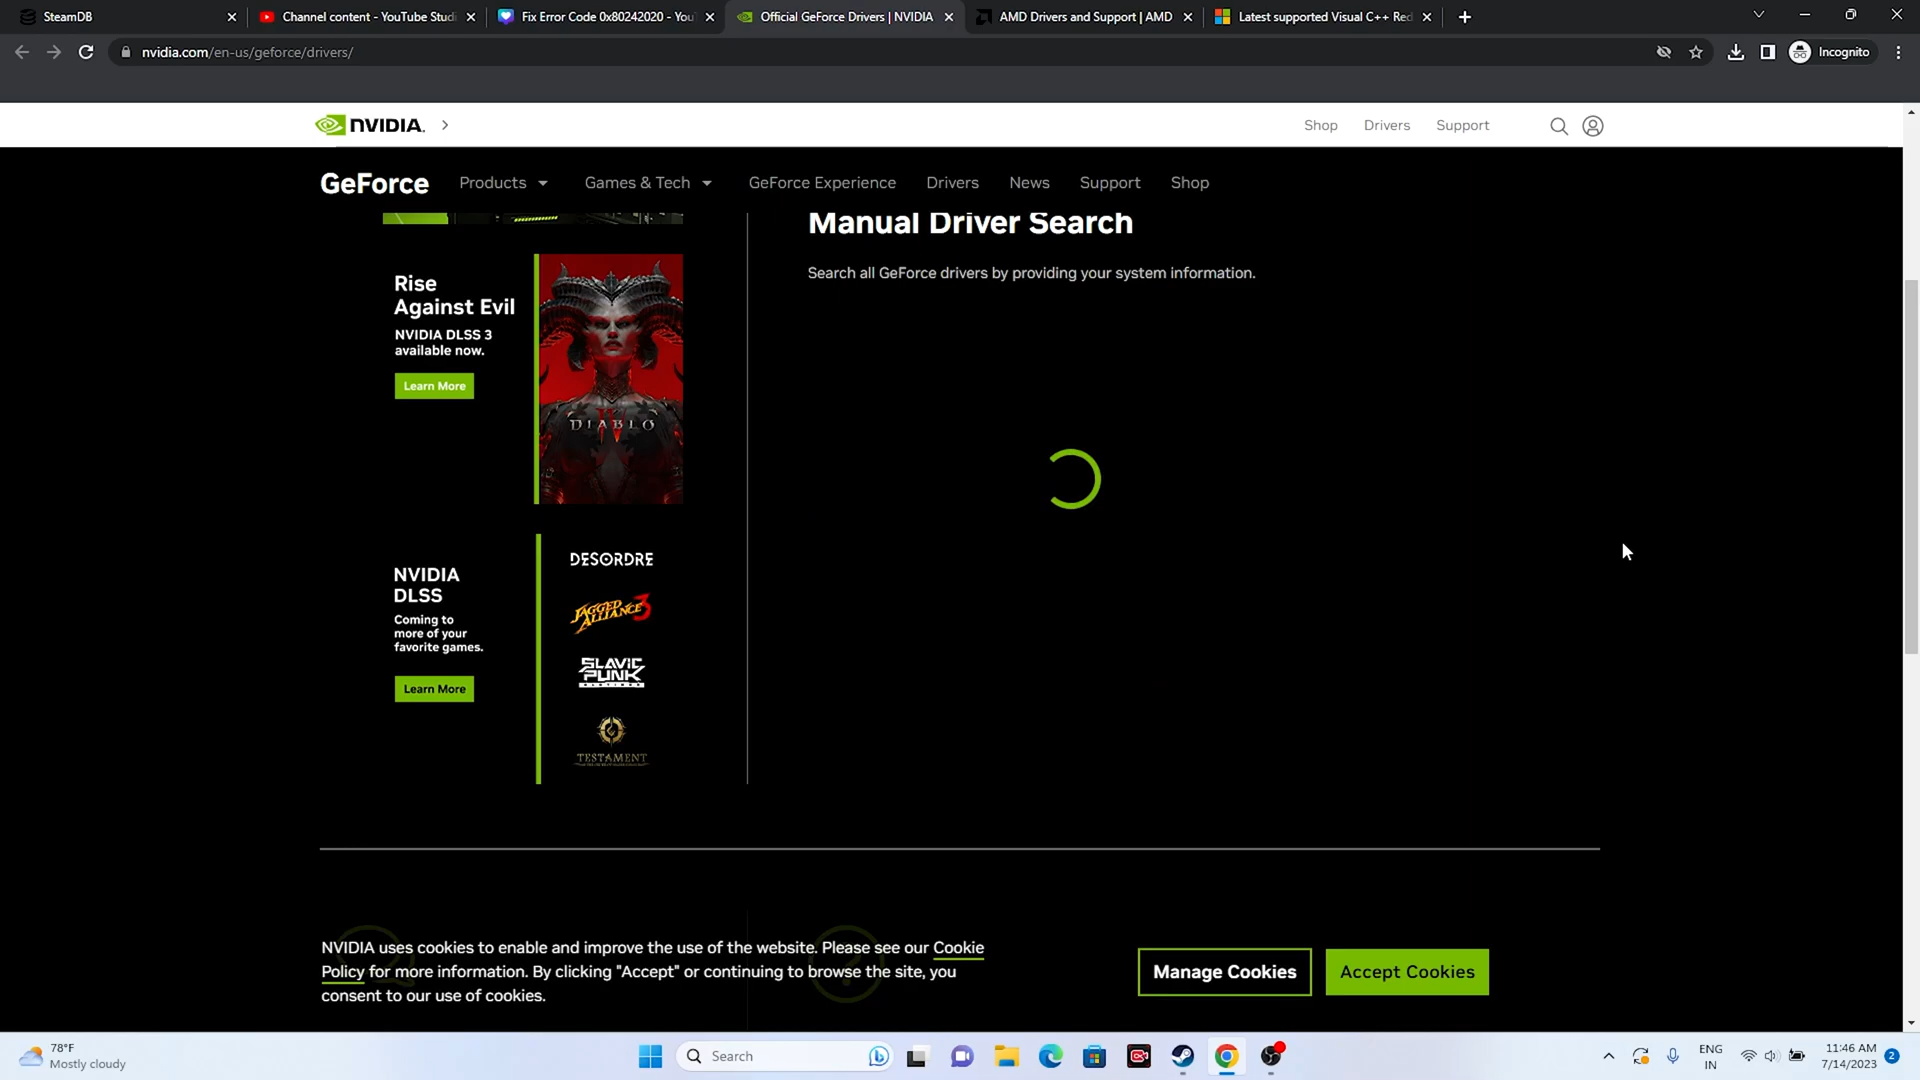 SteamDB
Channel content - YouTube Studi
Fix Error Code 0x80242020 - You
Official GeForce Drivers | NVIDIA
AMD Drivers and Support | AMD
Latest supported Visual C++ Red
nvidia.com/en-us/geforce/drivers/
Incognito
NVIDIA.
Shop
Drivers
Support
GeForce
Products
Games & Tech
GeForce Experience
Drivers
News
Support
Shop
Manual Driver Search
Search all GeForce drivers by providing your system information.
Rise
Against Evil
NVIDIA DLSS 3
available now.
Learn More
DIABLO
IV
NVIDIA
DLSS
Coming to
more of your
favorite games.
Learn More
DESORDRE
JAGGED
ALLIANCE 3
SLAVIC
PUNK
TESTAMENT
NVIDIA uses cookies to enable and improve the use of the website. Please see our Cookie
Policy for more information. By clicking "Accept" or continuing to browse the site, you
consent to our use of cookies.
Manage Cookies
Accept Cookies
78°F
Mostly cloudy
Search
ENG
IN
11:46 AM
7/14/2023
2